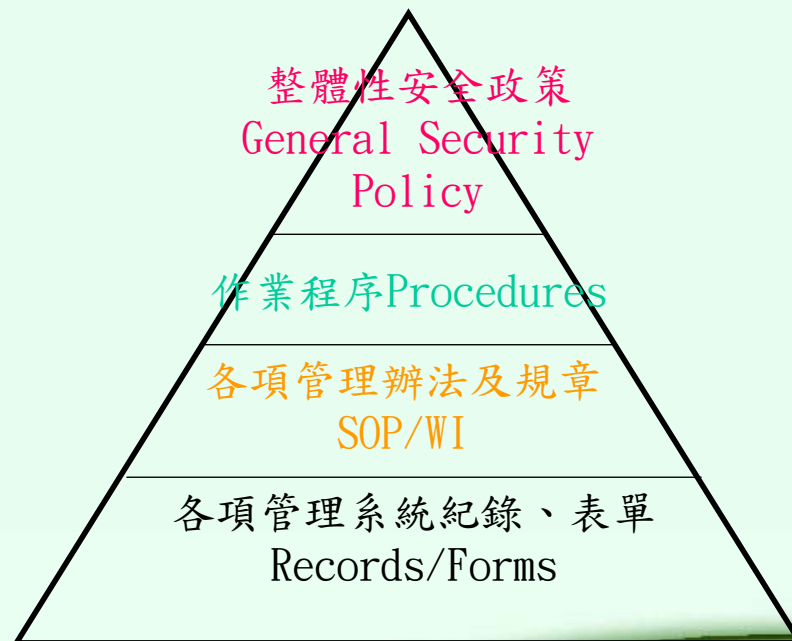 整體性安全政策
General Security
Policy
作業程序Procedures
各項管理辦法及規章
SOP/WI
各項管理系統紀錄、表單
Records/Forms